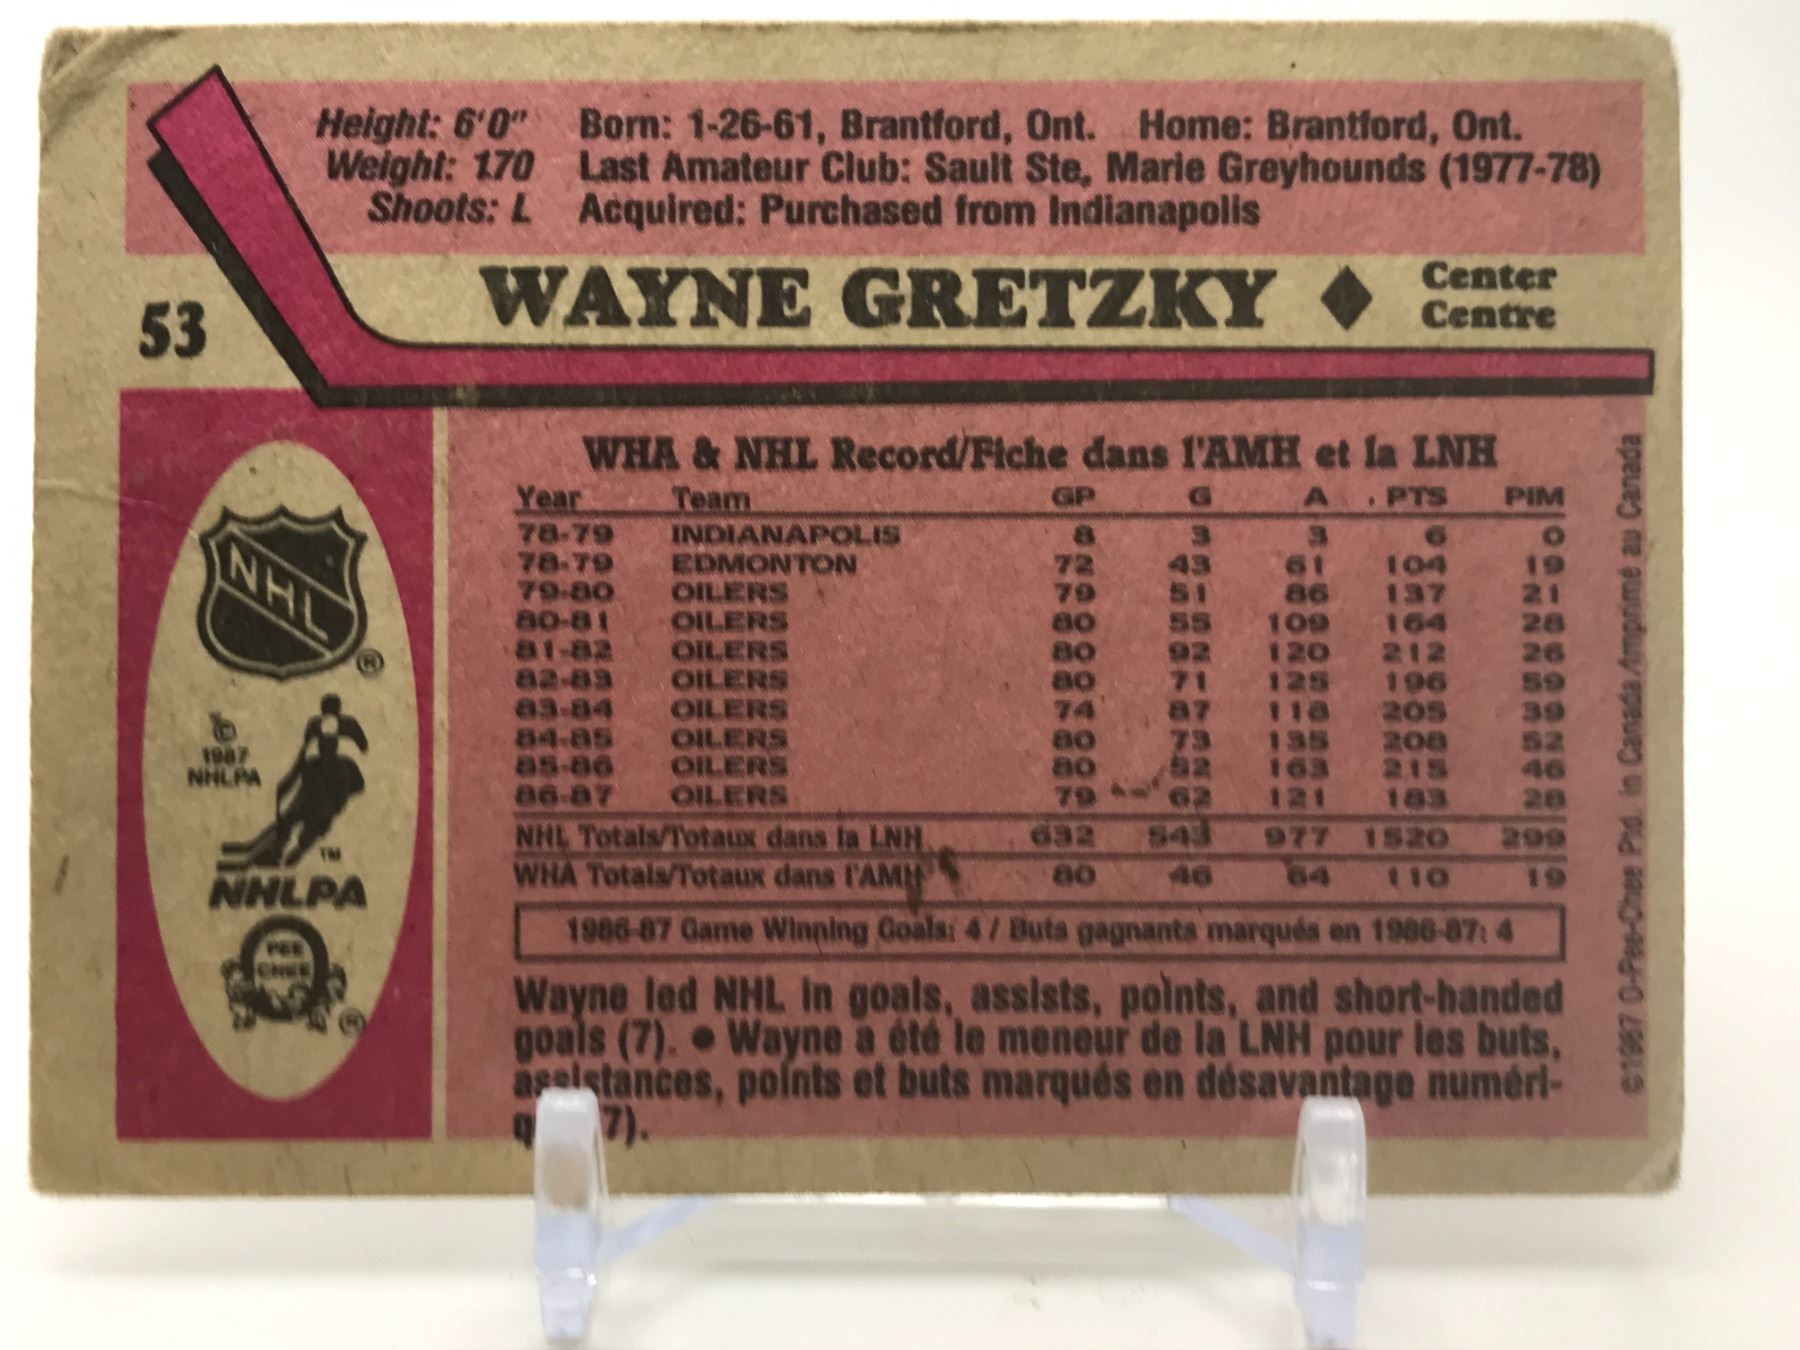 Height: 6'0" Born: 1-26-61, Brantford, Ont. Home: Brantford, Ont.
Weight: 170 Last Amateur Club: Sault Ste, Marie Greyhounds (1977-78)
Shoots: L Acquired: Purchased from Indianapolis
53
WAYNE GRETZKY ♦ Center
Centre
WHA & NHL Record/Fiche dans l'AMH et la LNH
Year Team GP G A PTS PIM
78-79 INDIANAPOLIS 8 3 3 6 0
78-79 EDMONTON 72 43 61 104 19
79-80 OILERS 79 51 86 137 21
80-81 OILERS 80 55 109 164 28
81-82 OILERS 80 92 120 212 26
82-83 OILERS 80 71 125 196 59
83-84 OILERS 74 87 118 205 39
84-85 OILERS 80 73 135 208 52
85-86 OILERS 80 52 163 215 46
86-87 OILERS 79 62 121 183 28
NHL Totals/Totaux dans la LNH 632 543 977 1520 299
WHA Totals/Totaux dans l'AMH 80 46 64 110 19
1986-87 Game Winning Goals: 4 / Buts gagnants marqués en 1986-87: 4
Wayne led NHL in goals, assists, points, and short-handed
goals (7). ● Wayne a été le meneur de la LNH pour les buts,
assistances, points et buts marqués en désavantage numéri-
7).
NHL
®
TM
©
1987
NHLPA
TM
NHLPA
O
PEE
CHEE
®
©1987 O-Pee-Chee Ptd. in Canada/Imprimé au Canada